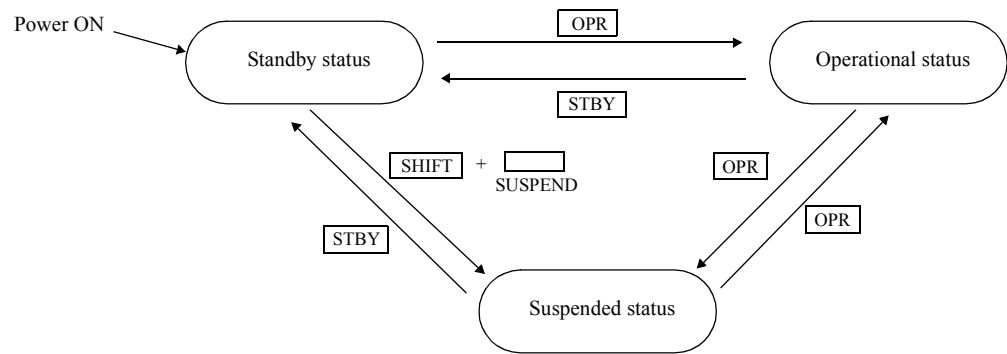 Power ON
OPR
Standby status
Operational status
STBY
SHIFT + SUSPEND
OPR
OPR
STBY
Suspended status